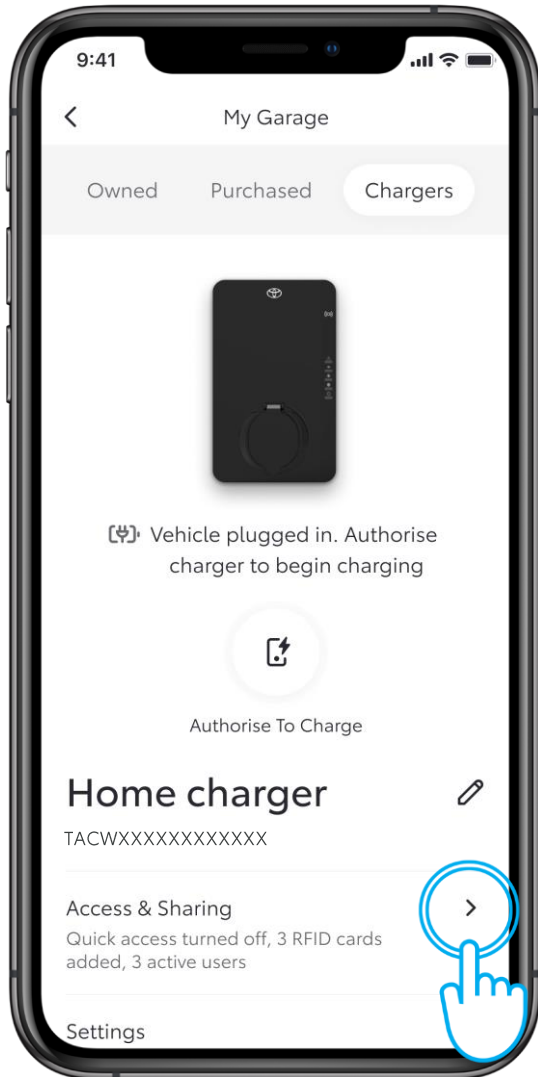 9:41
My Garage
Owned Purchased Chargers
Vehicle plugged in. Authorise
charger to begin charging
Authorise To Charge
Home charger
TACWXXXXXXXXXXXX
Access & Sharing
Quick access turned off, 3 RFID cards
added, 3 active users
Settings